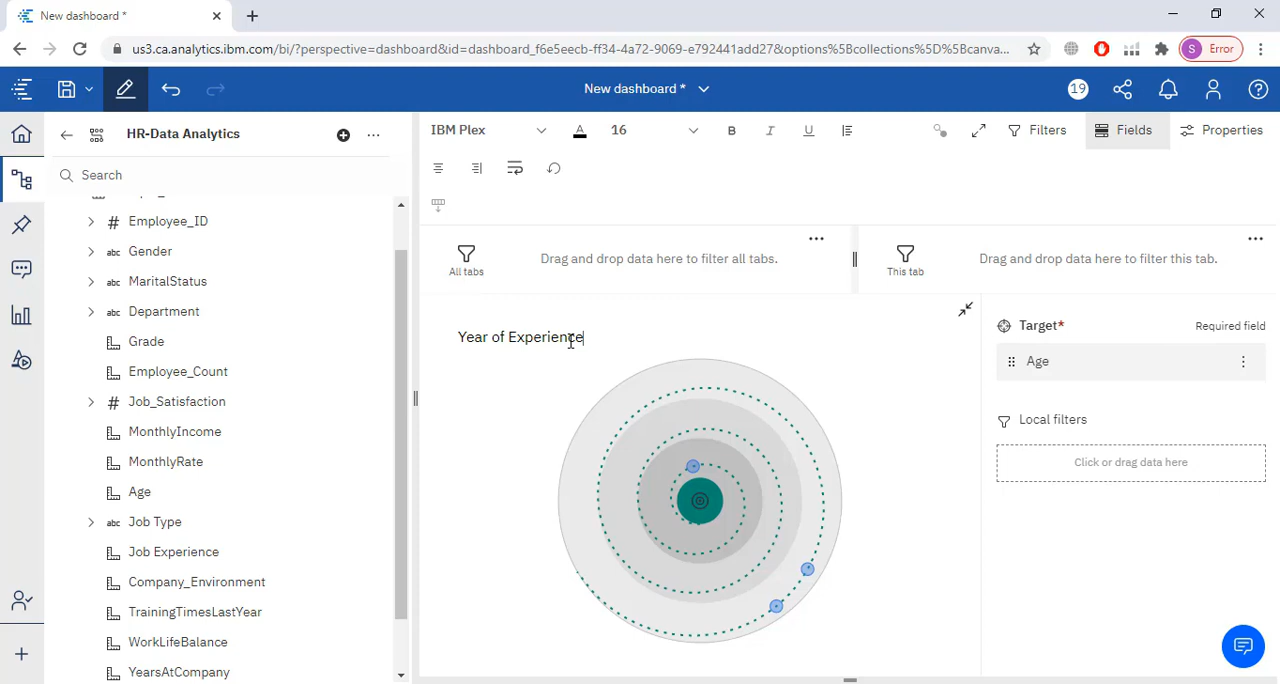 New dashboard *
us3.ca.analytics.ibm.com/bi/?perspective=dashboard&id=dashboard_f6e5eecb-ff34-4a72-9069-e792441add27&options%5Bcollections%5D%5Bcanva...
S Error
New dashboard *
19
HR-Data Analytics
IBM Plex
A
16
B
I
U
Filters
Fields
Properties
Search
# Employee_ID
abc Gender
abc MaritalStatus
abc Department
Grade
Employee_Count
# Job_Satisfaction
MonthlyIncome
MonthlyRate
Age
abc Job Type
Job Experience
Company_Environment
TrainingTimesLastYear
WorkLifeBalance
YearsAtCompany
All tabs
Drag and drop data here to filter all tabs.
This tab
Drag and drop data here to filter this tab.
Year of Experience
Target*
Required field
Age
Local filters
Click or drag data here